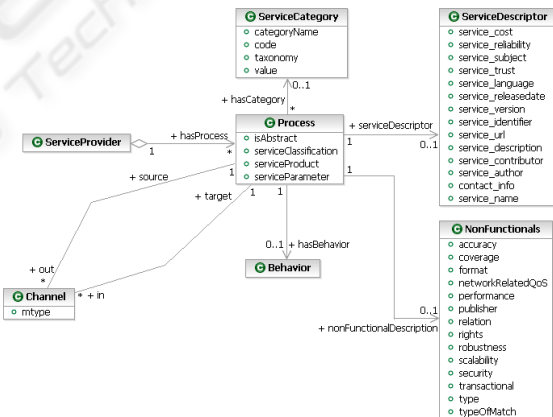 ServiceCategory
categoryName
code
taxonomy
value
ServiceDescriptor
service_cost
service_reliability
service_subject
service_trust
service_language
service_releasedate
service_version
service_identifier
service_url
service_description
service_contributor
service_author
contact_info
service_name
0..1
+ hasCategory
*
Process
isAbstract
serviceClassification
serviceProduct
serviceParameter
ServiceProvider
1
+ hasProcess
*
+ serviceDescriptor
1
0..1
+ source
1
+ target
1
1
1
0..1 + hasBehavior
Behavior
+ out
*
* + in
Channel
mtype
0..1
+ nonFunctionalDescription
NonFunctionals
accuracy
coverage
format
networkRelatedQoS
performance
publisher
relation
rights
robustness
scalability
security
transactional
type
typeOfMatch